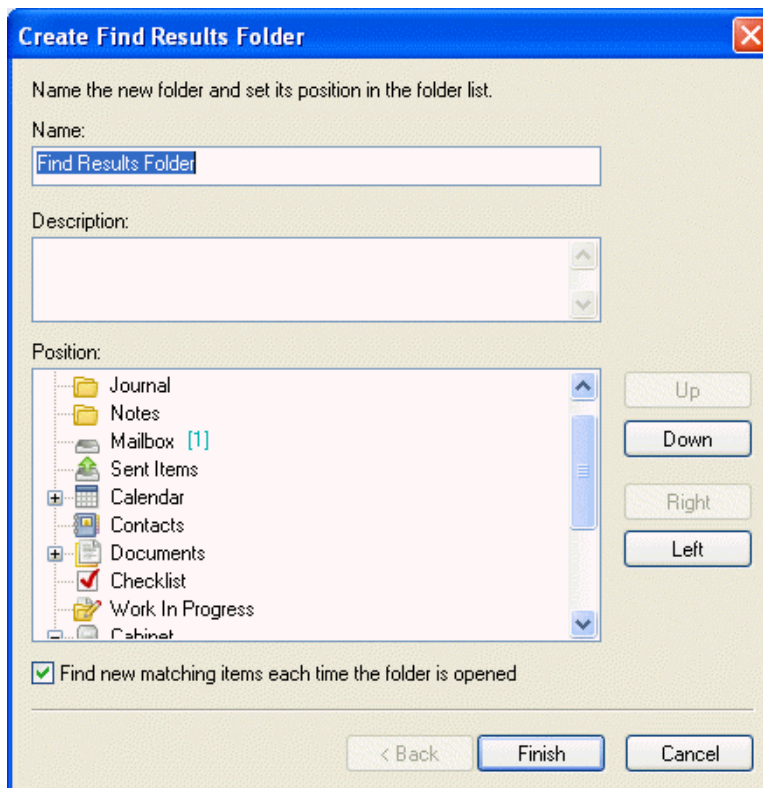 Create Find Results Folder
Name the new folder and set its position in the folder list.
Name:
Find Results Folder
Description:
Position:
Journal
Notes
Mailbox [1]
Sent Items
Calendar
Contacts
Documents
Checklist
Work In Progress
Cabinet
Up
Down
Right
Left
Find new matching items each time the folder is opened
< Back
Finish
Cancel